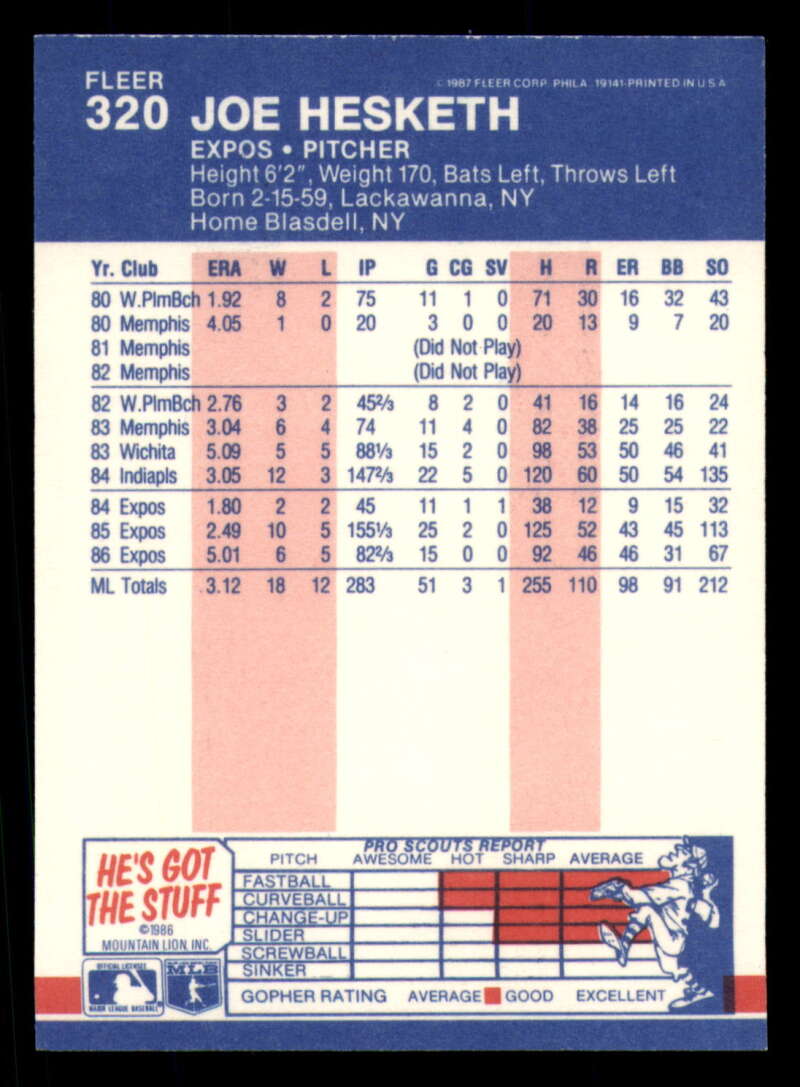 FLEER
© 1987 FLEER CORP. PHILA. 19141-PRINTED IN U S A
320 JOE HESKETH
EXPOS • PITCHER
Height 6'2", Weight 170, Bats Left, Throws Left
Born 2-15-59, Lackawanna, NY
Home Blasdell, NY
Yr. Club ERA W L IP G CG SV H R ER BB SO
80 W.PlmBch 1.92 8 2 75 11 1 0 71 30 16 32 43
80 Memphis 4.05 1 0 20 3 0 0 20 13 9 7 20
81 Memphis (Did Not Play)
82 Memphis (Did Not Play)
82 W.PlmBch 2.76 3 2 45⅔ 8 2 0 41 16 14 16 24
83 Memphis 3.04 6 4 74 11 4 0 82 38 25 25 22
83 Wichita 5.09 5 5 88⅓ 15 2 0 98 53 50 46 41
84 Indiapls 3.05 12 3 147⅔ 22 5 0 120 60 50 54 135
84 Expos 1.80 2 2 45 11 1 1 38 12 9 15 32
85 Expos 2.49 10 5 155⅓ 25 2 0 125 52 43 45 113
86 Expos 5.01 6 5 82⅔ 15 0 0 92 46 46 31 67
ML Totals 3.12 18 12 283 51 3 1 255 110 98 91 212
HE'S GOT
THE STUFF
©1986
MOUNTAIN LION, INC.
OFFICIAL LICENSEE
MAJOR LEAGUE BASEBALL
MLB
PRO SCOUTS REPORT
PITCH AWESOME HOT SHARP AVERAGE
FASTBALL
CURVEBALL
CHANGE-UP
SLIDER
SCREWBALL
SINKER
GOPHER RATING AVERAGE GOOD EXCELLENT